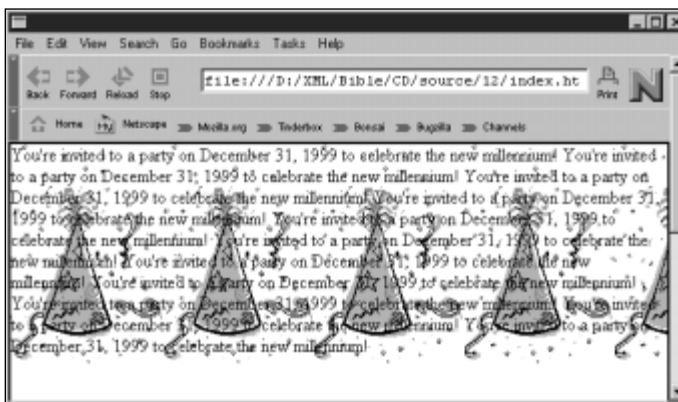 File Edit View Search Go Bookmarks Tasks Help
Back Forward Reload Stop
file:///D:/XML/Bible/CD/source/12/index.ht
Print
N
Home My Netscape Mozilla.org Tinderbox Bonsai Bugzilla Channels
You're invited to a party on December 31, 1999 to celebrate the new millennium! You're invited
to a party on December 31, 1999 to celebrate the new millennium! You're invited to a party on
December 31, 1999 to celebrate the new millennium! You're invited to a party on December 31,
1999 to celebrate the new millennium! You're invited to a party on December 31, 1999 to
celebrate the new millennium! You're invited to a party on December 31, 1999 to celebrate the
new millennium! You're invited to a party on December 31, 1999 to celebrate the new
millennium! You're invited to a party on December 31, 1999 to celebrate the new millennium!
You're invited to a party on December 31, 1999 to celebrate the new millennium! You're invited
to a party on December 31, 1999 to celebrate the new millennium! You're invited to a party on
December 31, 1999 to celebrate the new millennium!